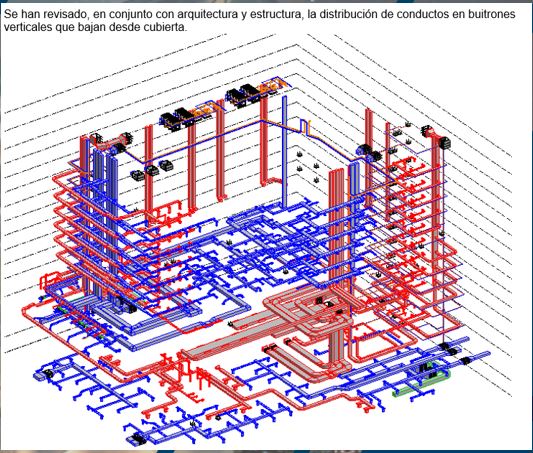 Se han revisado, en conjunto con arquitectura y estructura, la distribución de conductos en buitrones
verticales que bajan desde cubierta.